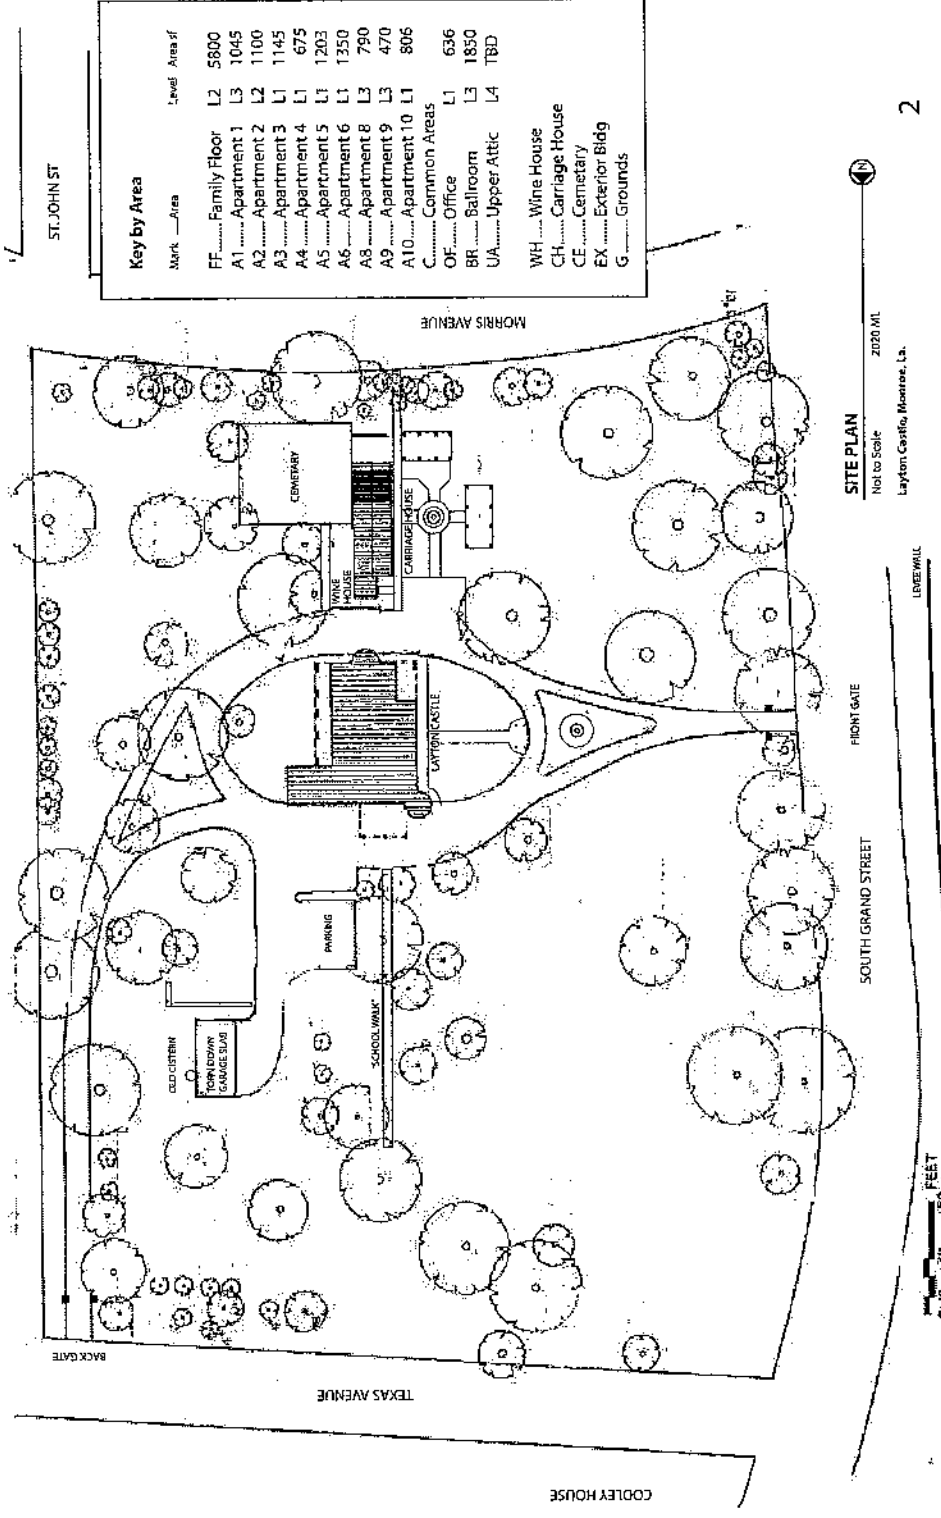 ST. JOHN ST
Key by Area
Mark .....Area Level Area sf
FF........Family Floor L2 5800
A1 ....... Apartment 1 L3 1045
A2 ....... Apartment 2 L2 1100
A3 ....... Apartment 3 L1 1145
A4 ....... Apartment 4 L1 675
A5 ....... Apartment 5 L1 1203
A6 ....... Apartment 6 L1 1350
A8 ....... Apartment 8 L3 790
A9 ....... Apartment 9 L3 470
A10..... Apartment 10 L1 806
C..........Common Areas
OF.......Office L1 636
BR.......Ballroom L3 1850
UA.......Upper Attic L4 TBD
WH .....Wine House
CH.......Carriage House
CE.......Cemetary
EX .......Exterior Bldg
G.........Grounds
MORRIS AVENUE
CEMETARY
WINE
HOUSE
CARRIAGE HOUSE
LAYTON CASTLE
PARKING
"SCHOOL WALK"
OLD CISTERN
TORN DOWN
GARAGE SLAB
BACK GATE
TEXAS AVENUE
COOLEY HOUSE
FRONT GATE
SOUTH GRAND STREET
LEVEE WALL
SITE PLAN
Not to Scale 2020 ML
Layton Castle, Monroe, La.
N
2
FEET